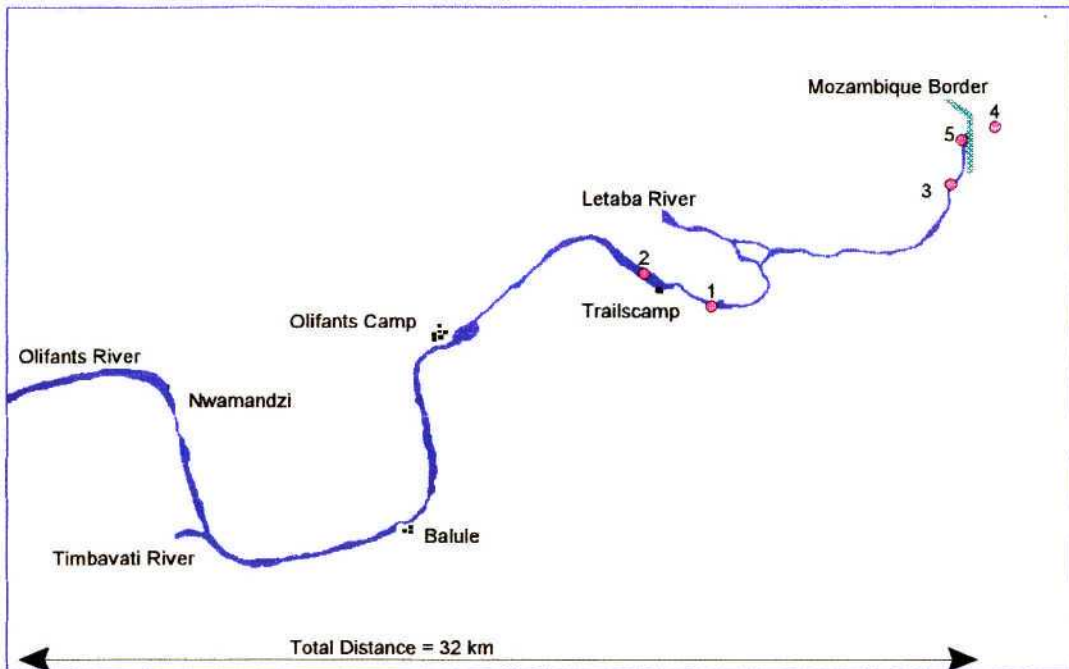 Mozambique Border
4
5
3
Letaba River
2
1
Trailscamp
Olifants Camp
Olifants River
Nwamandzi
Balule
Timbavati River
Total Distance = 32 km